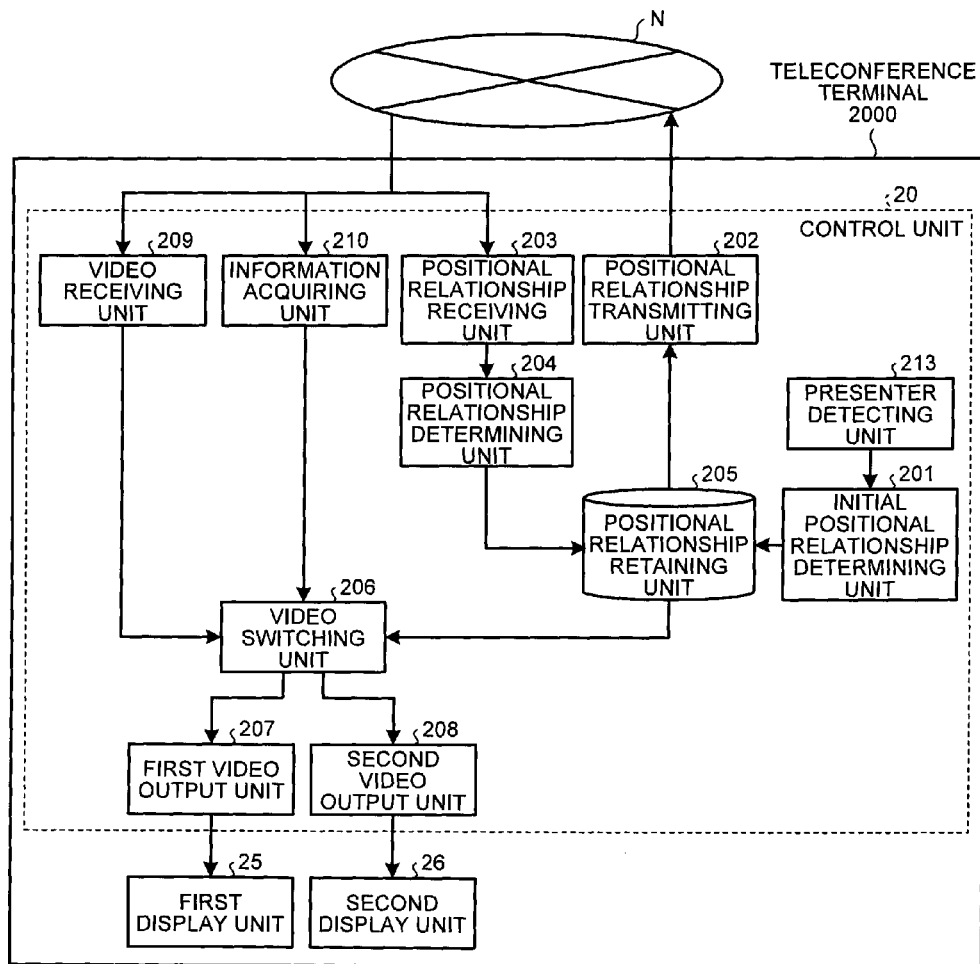 N
TELECONFERENCE
TERMINAL
2000
20
CONTROL UNIT
209
VIDEO
RECEIVING
UNIT
210
INFORMATION
ACQUIRING
UNIT
203
POSITIONAL
RELATIONSHIP
RECEIVING
UNIT
202
POSITIONAL
RELATIONSHIP
TRANSMITTING
UNIT
204
POSITIONAL
RELATIONSHIP
DETERMINING
UNIT
213
PRESENTER
DETECTING
UNIT
205
POSITIONAL
RELATIONSHIP
RETAINING
UNIT
201
INITIAL
POSITIONAL
RELATIONSHIP
DETERMINING
UNIT
206
VIDEO
SWITCHING
UNIT
207
FIRST VIDEO
OUTPUT UNIT
208
SECOND
VIDEO
OUTPUT UNIT
25
FIRST
DISPLAY UNIT
26
SECOND
DISPLAY UNIT